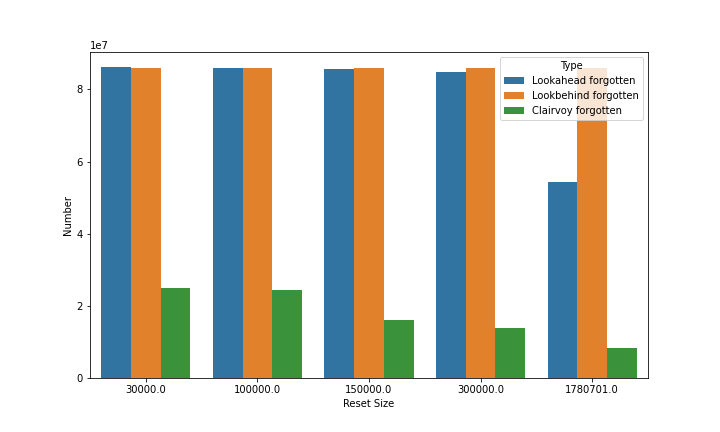 1e7
Type
Lookahead forgotten
Lookbehind forgotten
Clairvoy forgotten
8
6
4
2
0
Number
30000.0 100000.0 150000.0 300000.0 1780701.0
Reset Size